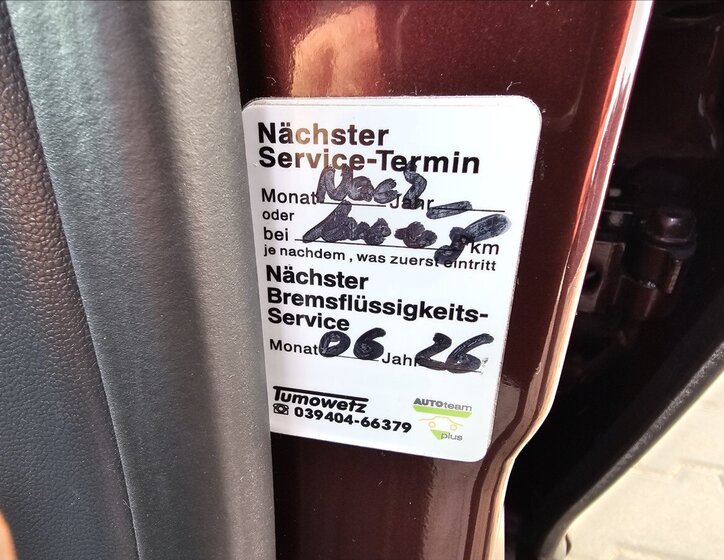 Nächster
Service-Termin
Monat Nach Jahr
oder
bei km
je nachdem, was zuerst eintritt
Nächster
Bremsflüssigkeits-
Service
Monat 06 Jahr 26
Tumowetz
☎ 039404-66379
AUTOteam
plus